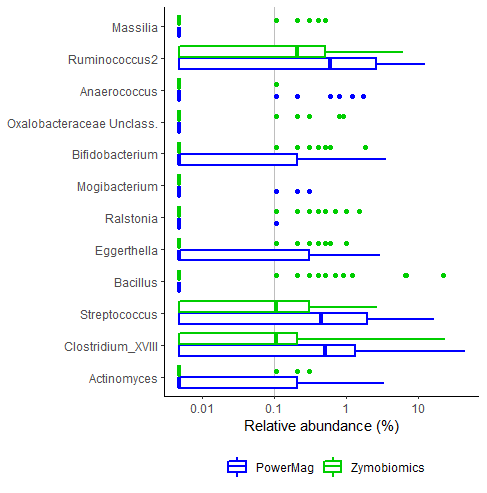 Massilia
Ruminococcus2
Anaerococcus
Oxalobacteraceae Unclass.
Bifidobacterium
Mogibacterium
Ralstonia
Eggerthella
Bacillus
Streptococcus
Clostridium_XVIII
Actinomyces
0.01 0.1 1 10
Relative abundance (%)
PowerMag Zymobiomics